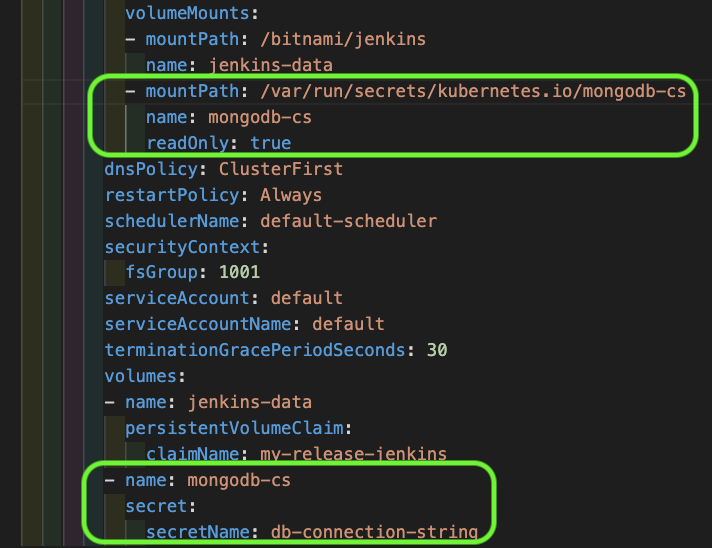 volumeMounts:
- mountPath: /bitnami/jenkins
name: jenkins-data
- mountPath: /var/run/secrets/kubernetes.io/mongodb-cs
name: mongodb-cs
readOnly: true
dnsPolicy: ClusterFirst
restartPolicy: Always
schedulerName: default-scheduler
securityContext:
fsGroup: 1001
serviceAccount: default
serviceAccountName: default
terminationGracePeriodSeconds: 30
volumes:
- name: jenkins-data
persistentVolumeClaim:
claimName: my-release-jenkins
- name: mongodb-cs
secret:
secretName: db-connection-string